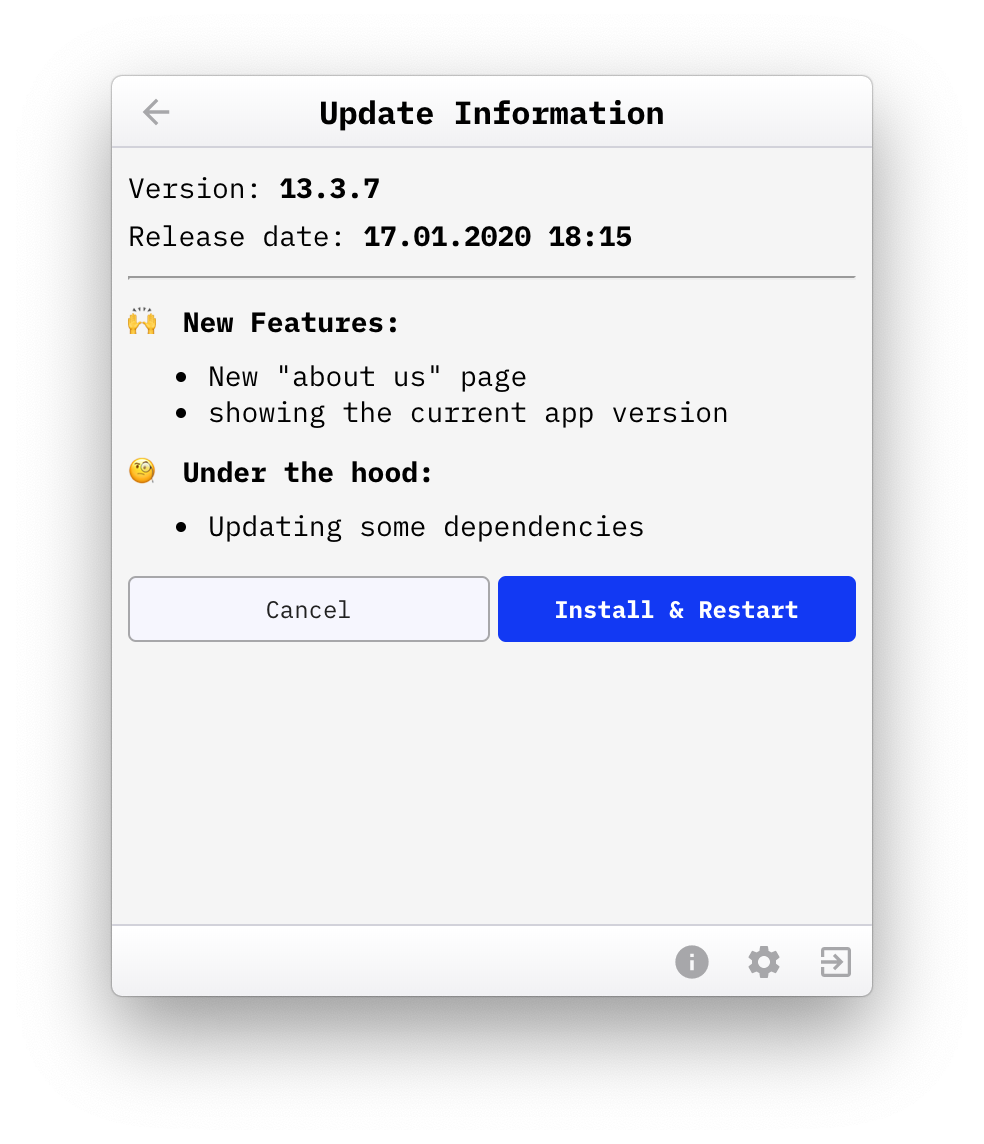 Update Information
Version: 13.3.7
Release date: 17.01.2020 18:15
🙌 New Features:
• New "about us" page
• showing the current app version
🧐 Under the hood:
• Updating some dependencies
Cancel
Install & Restart